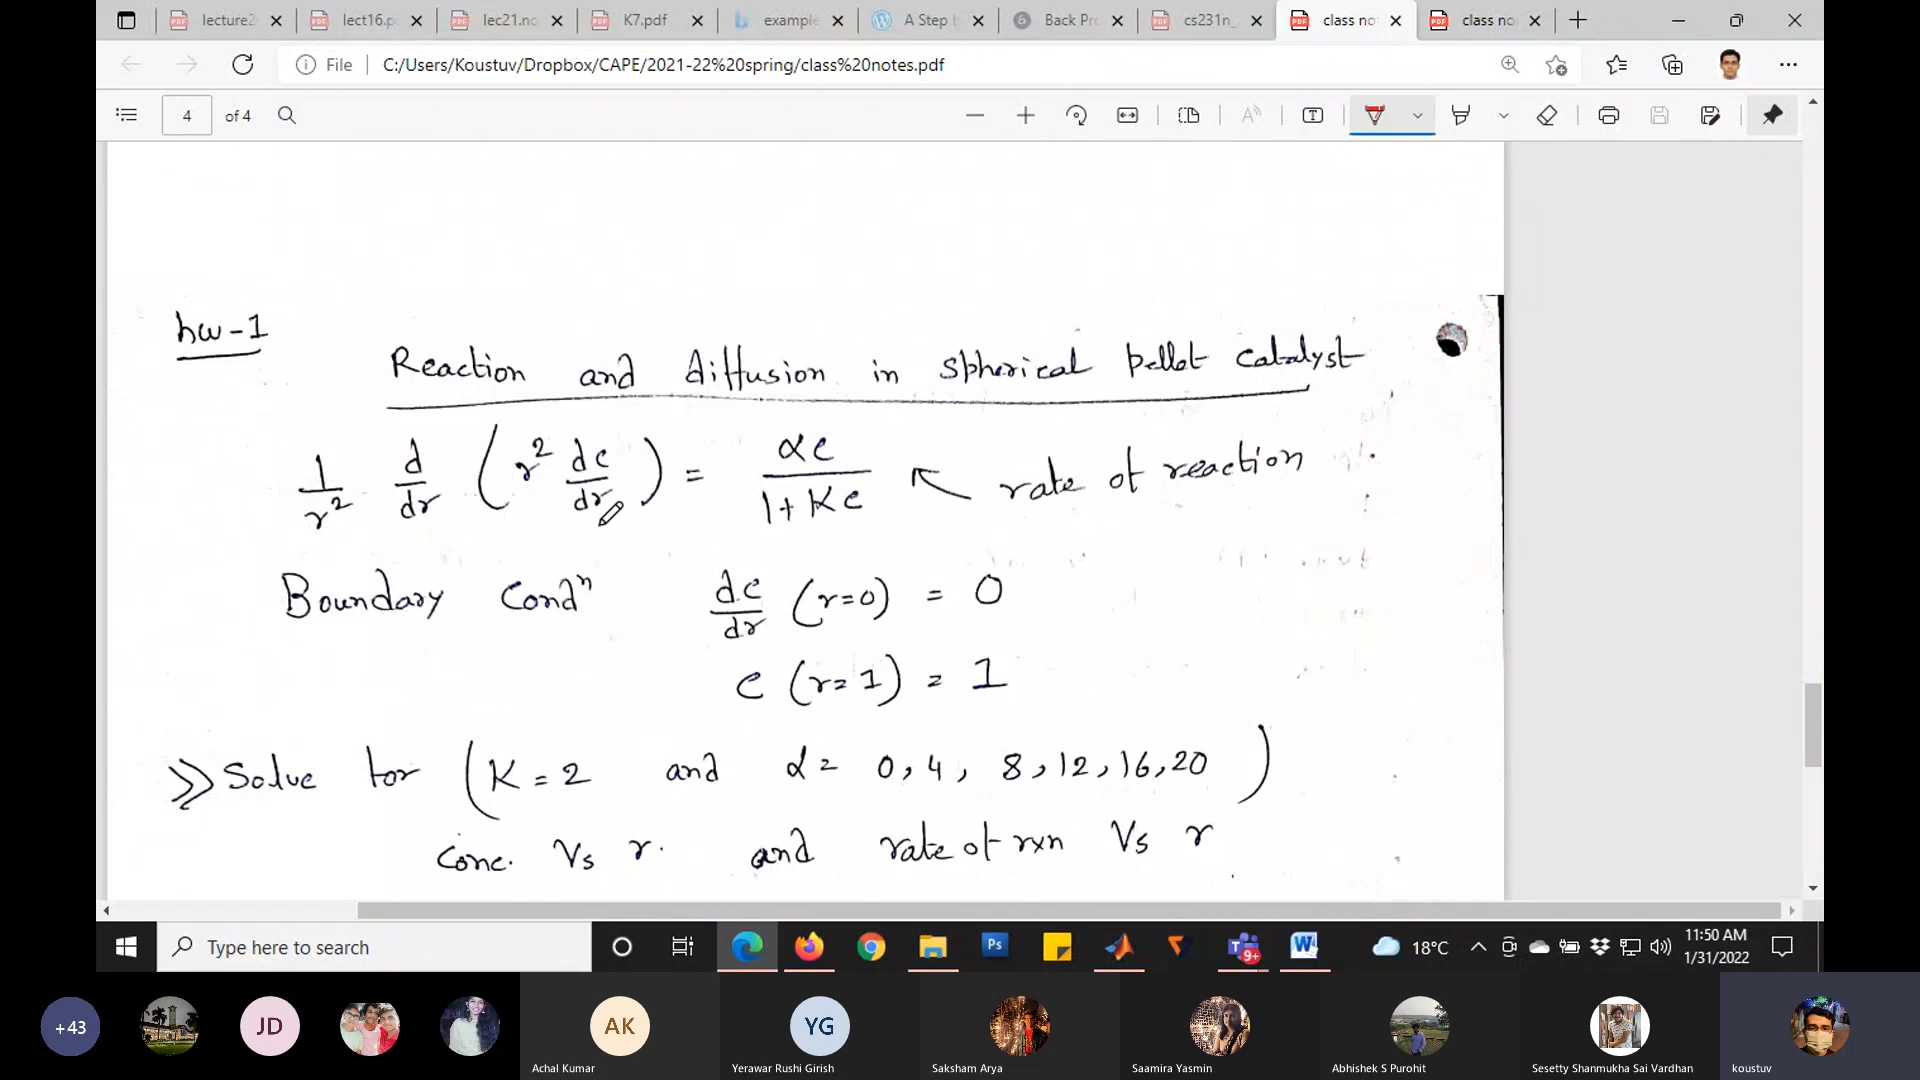 lecture2
lect16.p
lec21.no
K7.pdf
example
A Step b
Back Pr
cs231n_
class no
class no
File
C:/Users/Koustuv/Dropbox/CAPE/2021-22%20spring/class%20notes.pdf
4 of 4
hw-1
Reaction and diffusion in spherical pellet catalyst
1/r² d/dr (r² dc/dr) = αc/(1+Kc) ← rate of reaction
Boundary Condⁿ dc/dr (r=0) = 0
c (r=1) = 1
>> Solve for (K=2 and α= 0, 4, 8, 12, 16, 20)
conc. Vs r. and rate of rxn Vs r
Type here to search
Ps
9+
W
18°C
11:50 AM
1/31/2022
+43
JD
AK
YG
Achal Kumar
Yerawar Rushi Girish
Saksham Arya
Saamira Yasmin
Abhishek S Purohit
Sesetty Shanmukha Sai Vardhan
koustuv